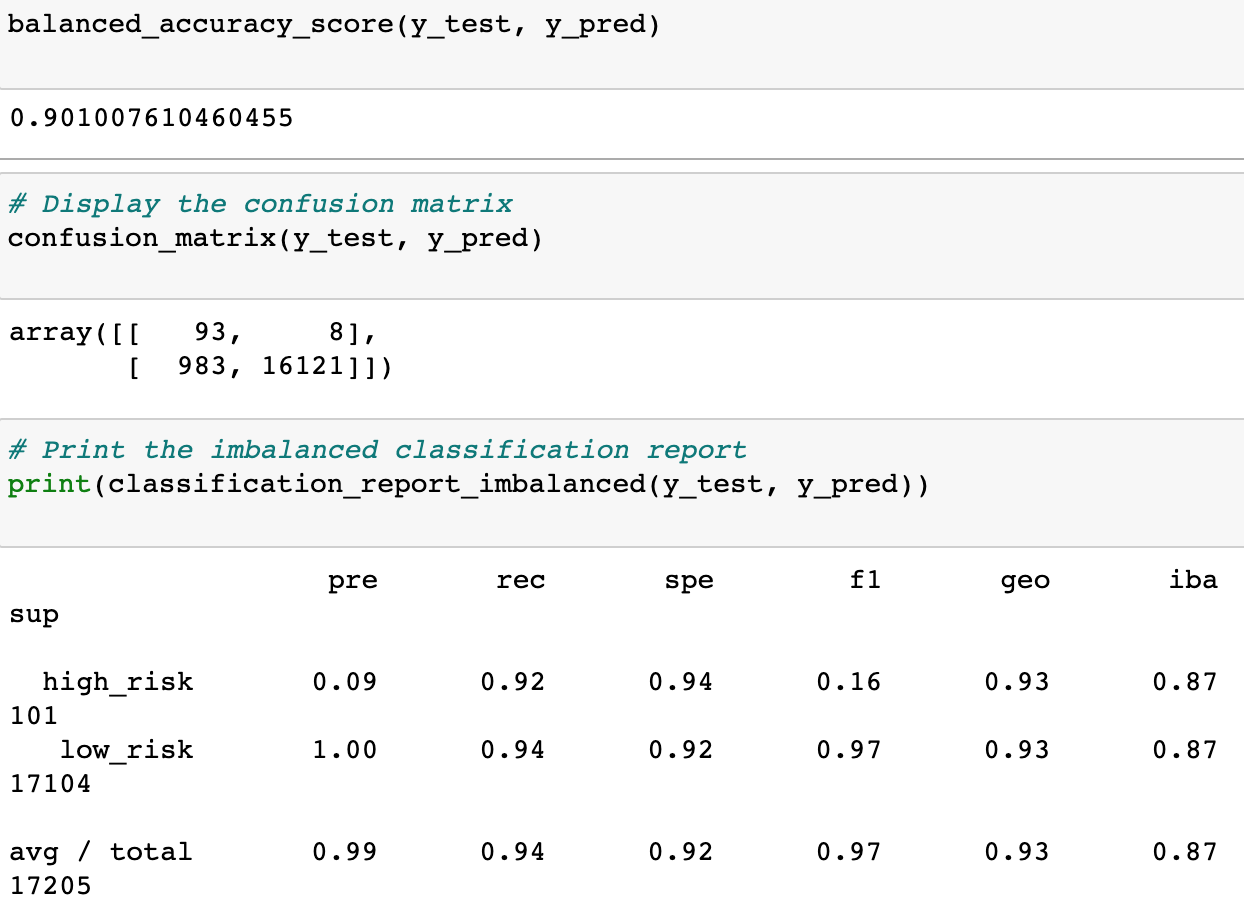 balanced_accuracy_score(y_test, y_pred)
0.901007610460455
# Display the confusion matrix
confusion_matrix(y_test, y_pred)
array([[   93,     8],
       [  983, 16121]])
# Print the imbalanced classification report
print(classification_report_imbalanced(y_test, y_pred))
pre rec spe f1 geo iba
sup
high_risk 0.09 0.92 0.94 0.16 0.93 0.87
101
low_risk 1.00 0.94 0.92 0.97 0.93 0.87
17104
avg / total 0.99 0.94 0.92 0.97 0.93 0.87
17205